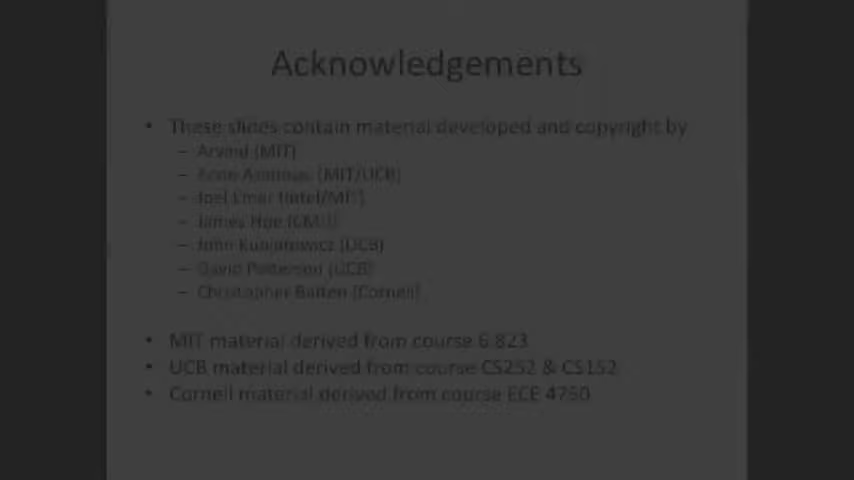 Acknowledgements
• These slides contain material developed and copyright by
– Arvind (MIT)
– Krste Asanovic (MIT/UCB)
– Joel Emer (Intel/MIT)
– James Hoe (CMU)
– John Kubiatowicz (UCB)
– David Patterson (UCB)
– Christopher Batten (Cornell)
• MIT material derived from course 6.823
• UCB material derived from course CS252 & CS152
• Cornell material derived from course ECE 4750